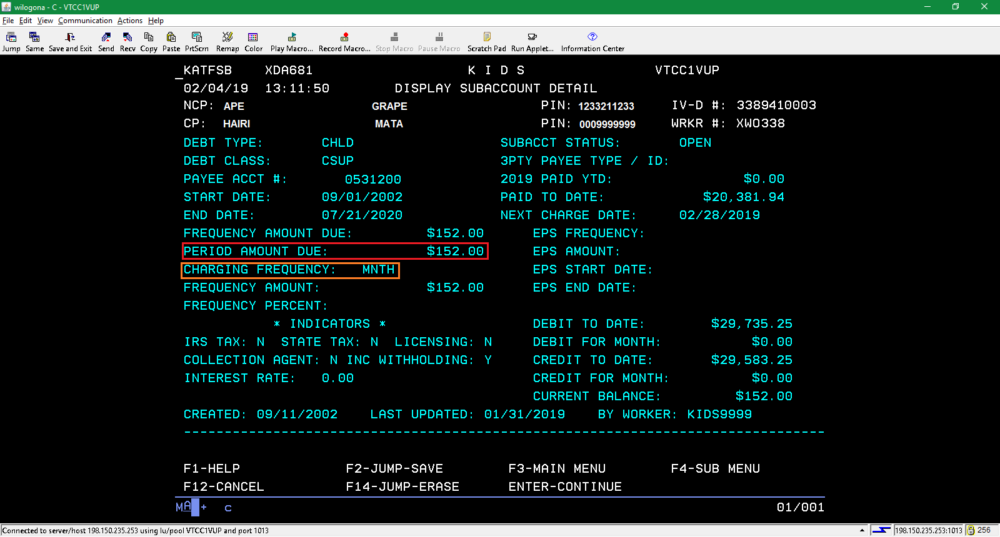 wilogona - C - VTCC1VUP
File Edit View Communication Actions Help
Jump Same Save and Exit Send Recv Copy Paste PrtScrn Remap Color Play Macro... Record Macro... Stop Macro Pause Macro Scratch Pad Run Applet... Information Center
_KATFSB XDA681 K I D S VTCC1VUP
02/04/19 13:11:50 DISPLAY SUBACCOUNT DETAIL
NCP: APE GRAPE PIN: 1233211233 IV-D #: 3389410003
CP: HAIRI MATA PIN: 0009999999 WRKR #: XWO338
DEBT TYPE: CHLD SUBACCT STATUS: OPEN
DEBT CLASS: CSUP 3PTY PAYEE TYPE / ID:
PAYEE ACCT #: 0531200 2019 PAID YTD: $0.00
START DATE: 09/01/2002 PAID TO DATE: $20,381.94
END DATE: 07/21/2020 NEXT CHARGE DATE: 02/28/2019
FREQUENCY AMOUNT DUE: $152.00 EPS FREQUENCY:
PERIOD AMOUNT DUE: $152.00 EPS AMOUNT:
CHARGING FREQUENCY: MNTH EPS START DATE:
FREQUENCY AMOUNT: $152.00 EPS END DATE:
FREQUENCY PERCENT:
* INDICATORS * DEBIT TO DATE: $29,735.25
IRS TAX: N STATE TAX: N LICENSING: N DEBIT FOR MONTH: $0.00
COLLECTION AGENT: N INC WITHHOLDING: Y CREDIT TO DATE: $29,583.25
INTEREST RATE: 0.00 CREDIT FOR MONTH: $0.00
CURRENT BALANCE: $152.00
CREATED: 09/11/2002 LAST UPDATED: 01/31/2019 BY WORKER: KIDS9999
-------------------------------------------------------------------------------
F1-HELP F2-JUMP-SAVE F3-MAIN MENU F4-SUB MENU
F12-CANCEL F14-JUMP-ERASE ENTER-CONTINUE
MA + C 01/001
Connected to server/host 198.150.235.253 using lu/pool VTCC1VUP and port 1013 198.150.235.253:1013 256